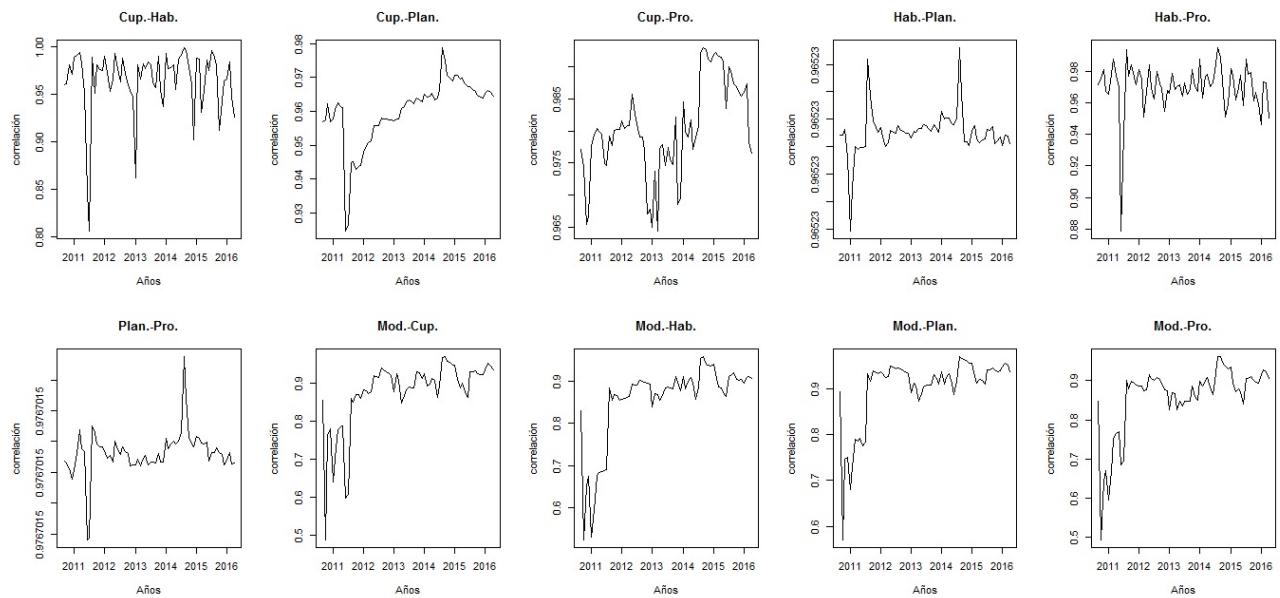 Cup.-Hab.
correlación
1.00
0.95
0.90
0.85
0.80
2011 2012 2013 2014 2015 2016
Años
Cup.-Plan.
correlación
0.98
0.97
0.96
0.95
0.94
0.93
2011 2012 2013 2014 2015 2016
Años
Cup.-Pro.
correlación
0.985
0.975
0.965
2011 2012 2013 2014 2015 2016
Años
Hab.-Plan.
correlación
0.96523
0.96523
0.96523
0.96523
2011 2012 2013 2014 2015 2016
Años
Hab.-Pro.
correlación
0.98
0.96
0.94
0.92
0.90
0.88
2011 2012 2013 2014 2015 2016
Años
Plan.-Pro.
correlación
0.9767015
0.9767015
0.9767015
2011 2012 2013 2014 2015 2016
Años
Mod.-Cup.
correlación
0.9
0.8
0.7
0.6
0.5
2011 2012 2013 2014 2015 2016
Años
Mod.-Hab.
correlación
0.9
0.8
0.7
0.6
2011 2012 2013 2014 2015 2016
Años
Mod.-Plan.
correlación
0.9
0.8
0.7
0.6
2011 2012 2013 2014 2015 2016
Años
Mod.-Pro.
correlación
0.9
0.8
0.7
0.6
0.5
2011 2012 2013 2014 2015 2016
Años